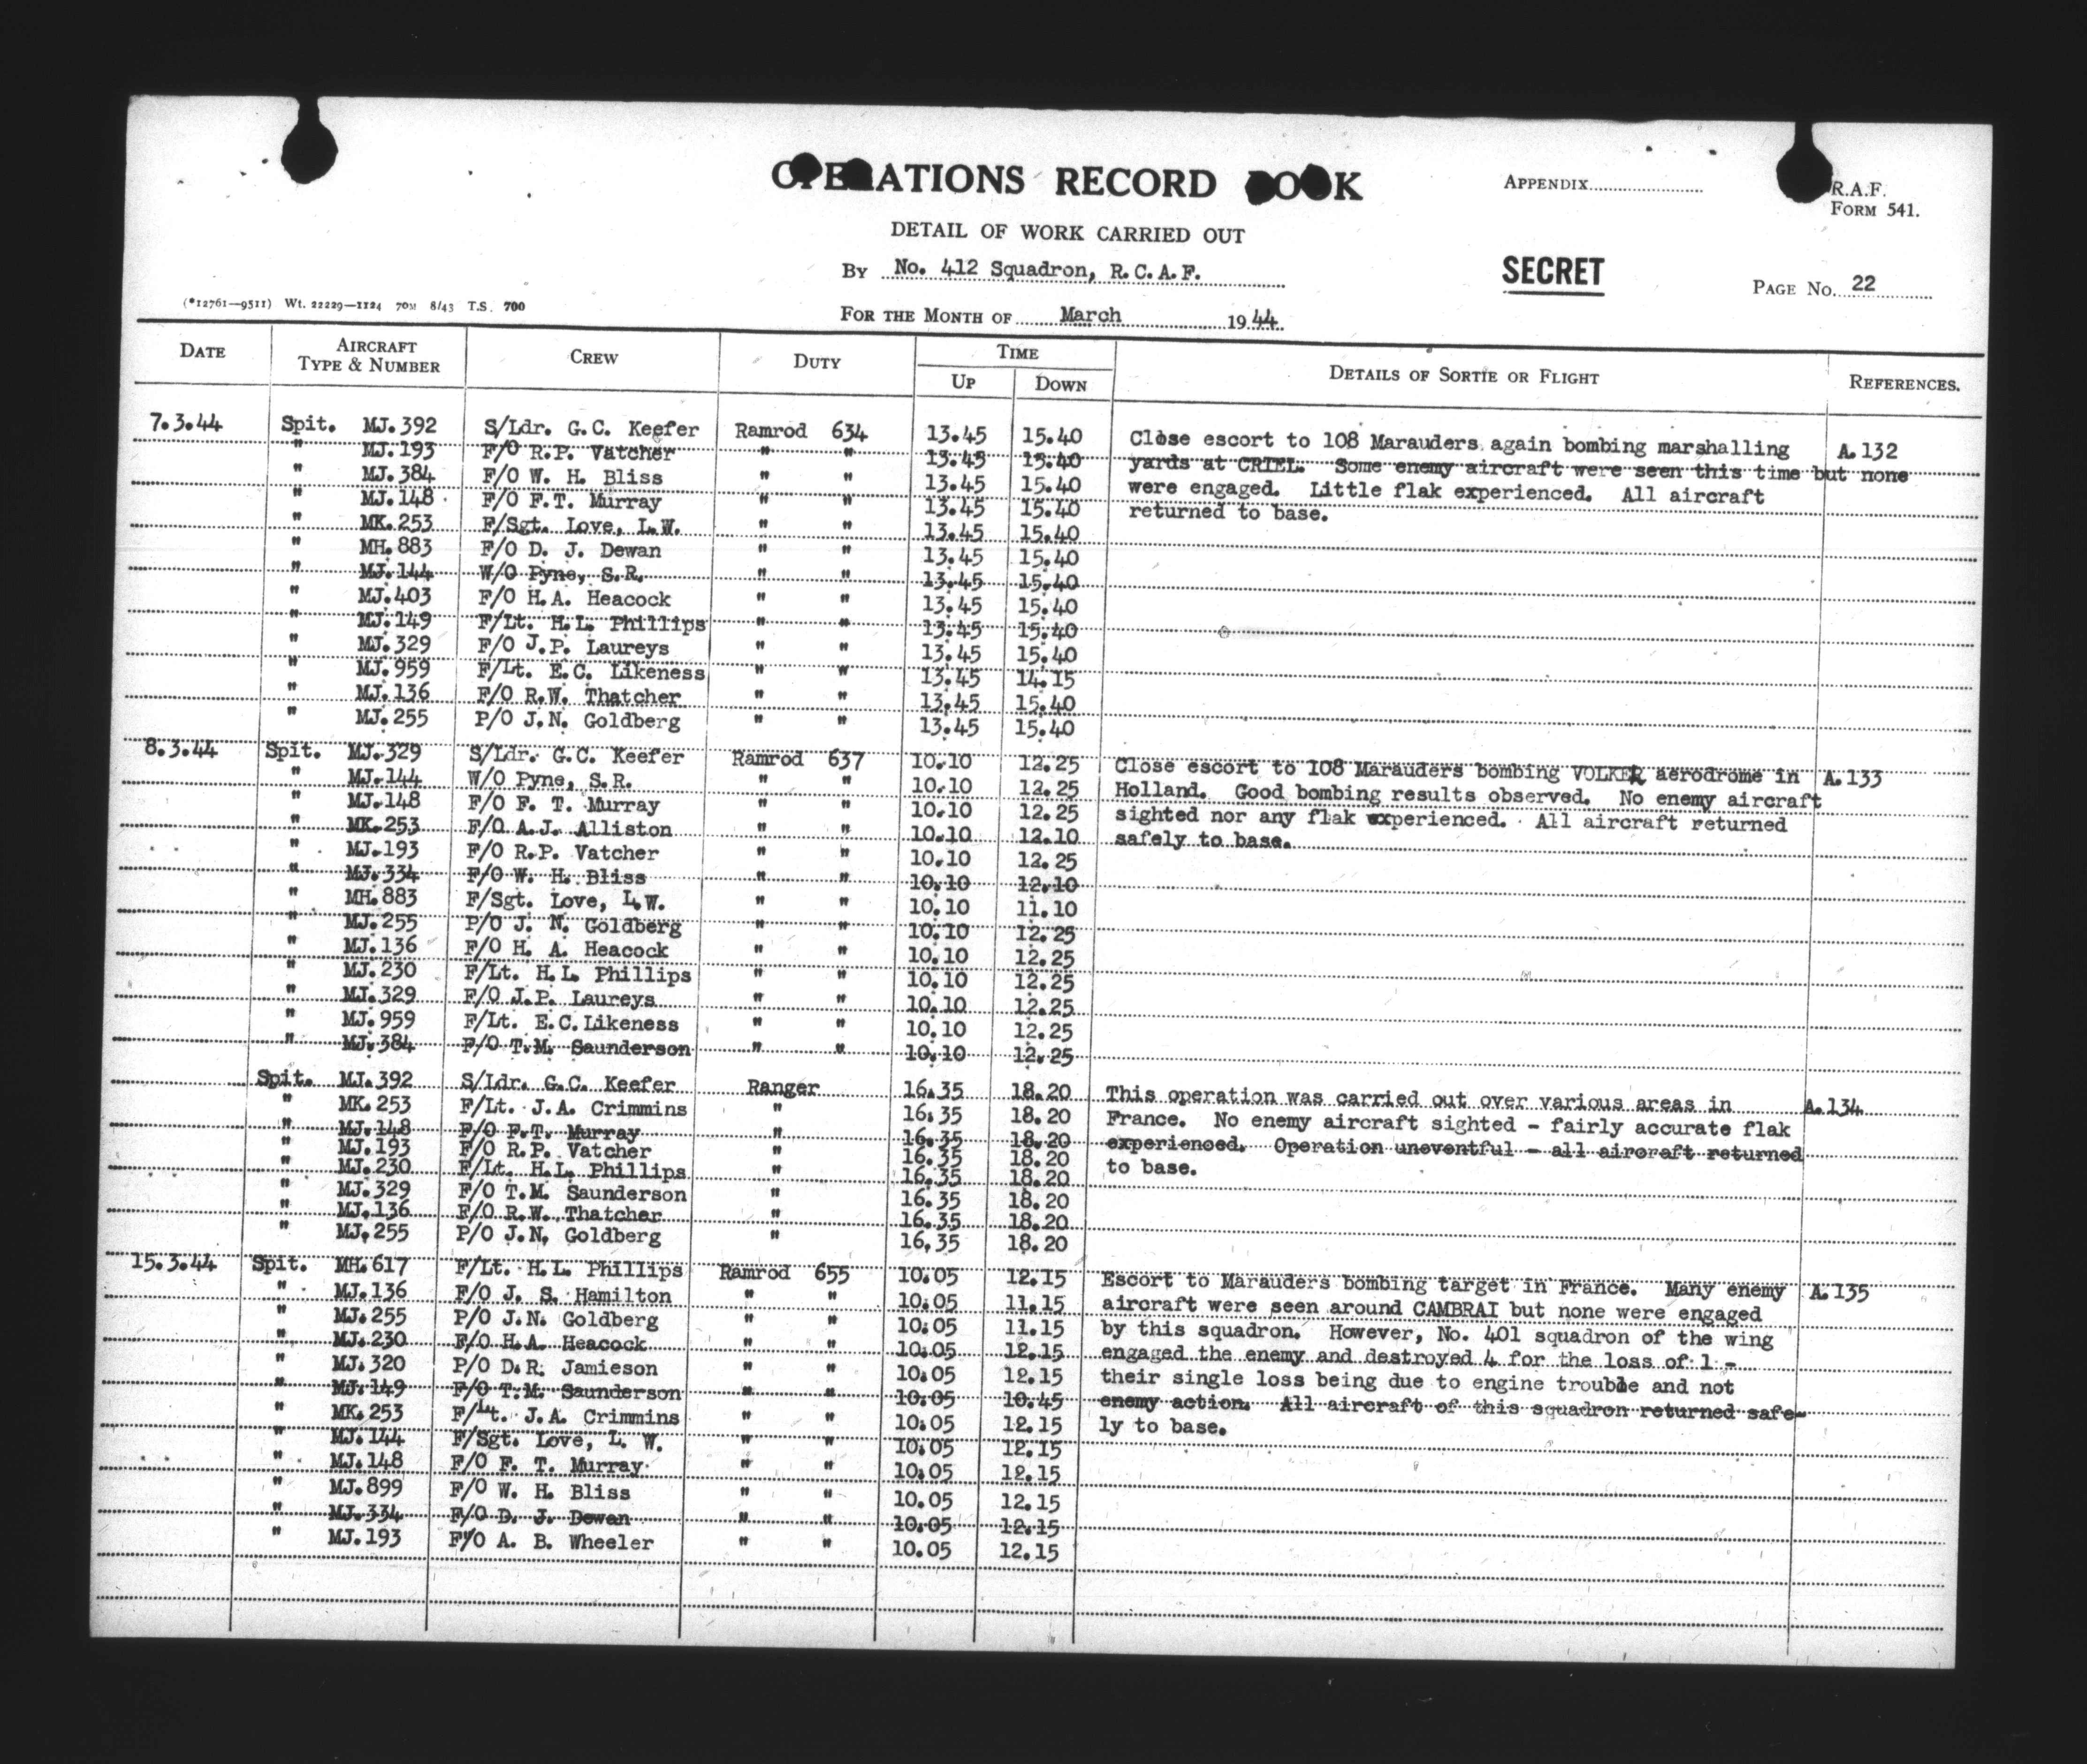 OPERATIONS RECORD BOOK
APPENDIX
R.A.F.
FORM 541.
DETAIL OF WORK CARRIED OUT
BY No. 412 Squadron, R.C.A.F.
SECRET
PAGE No. 22
(*12761—9511) Wt. 22229—1124 70M 8/43 T.S. 700
FOR THE MONTH OF March 1944.
DATE AIRCRAFT TYPE & NUMBER CREW DUTY TIME UP DOWN DETAILS OF SORTIE OR FLIGHT REFERENCES.
7.3.44 Spit. MJ.392 S/Ldr. G.C. Keefer Ramrod 634 13.45 15.40 Close escort to 108 Marauders again bombing marshalling A.132
" MJ.193 F/O R.P. Vatcher " " 13.45 15.40 yards at CRIEL. Some enemy aircraft were seen this time but none
" MJ.384 F/O W. H. Bliss " " 13.45 15.40 were engaged. Little flak experienced. All aircraft
" MJ.148 F/O F.T. Murray " " 13.45 15.40 returned to base.
" MK.253 F/Sgt. Love, L.W. " " 13.45 15.40
" MH.883 F/O D. J. Dewan " " 13.45 15.40
" MJ.144 W/O Pyne, S.R. " " 13.45 15.40
" MJ.403 F/O H.A. Heacock " " 13.45 15.40
" MJ.149 F/Lt. H.L. Phillips " " 13.45 15.40
" MJ.329 F/O J.P. Laureys " " 13.45 15.40
" MJ.959 F/Lt. E.C. Likeness " " 13.45 14.15
" MJ.136 F/O R.W. Thatcher " " 13.45 15.40
" MJ.255 P/O J.N. Goldberg " " 13.45 15.40
8.3.44 Spit. MJ.329 S/Ldr. G.C. Keefer Ramrod 637 10.10 12.25 Close escort to 108 Marauders bombing VOLKER aerodrome in A.133
" MJ.144 W/O Pyne, S.R. " " 10.10 12.25 Holland. Good bombing results observed. No enemy aircraft
" MJ.148 F/O F. T. Murray " " 10.10 12.25 sighted nor any flak experienced. All aircraft returned
" MK.253 F/O A.J. Alliston " " 10.10 12.10 safely to base.
" MJ.193 F/O R.P. Vatcher " " 10.10 12.25
" MJ.334 F/O W. H. Bliss " " 10.10 12.10
" MH.883 F/Sgt. Love, L.W. " " 10.10 11.10
" MJ.255 P/O J. N. Goldberg " " 10.10 12.25
" MJ.136 F/O H. A. Heacock " " 10.10 12.25
" MJ.230 F/Lt. H.L. Phillips " " 10.10 12.25
" MJ.329 F/O J.P. Laureys " " 10.10 12.25
" MJ.959 F/Lt. E.C.Likeness " " 10.10 12.25
" MJ.384 F/O T.M. Saunderson " " 10.10 12.25
Spit. MJ.392 S/Ldr. G.C. Keefer Ranger 16.35 18.20 This operation was carried out over various areas in A.134
" MK.253 F/Lt. J.A. Crimmins " 16.35 18.20 France. No enemy aircraft sighted - fairly accurate flak
" MJ.148 F/O F.T. Murray " 16.35 18.20 experienced. Operation uneventful - all aircraft returned
" MJ.193 F/O R.P. Vatcher " 16.35 18.20 to base.
" MJ.230 F/Lt. H.L. Phillips " 16.35 18.20
" MJ.329 F/O T.M. Saunderson " 16.35 18.20
" MJ.136 F/O R.W. Thatcher " 16.35 18.20
" MJ.255 P/O J.N. Goldberg " 16.35 18.20
15.3.44 Spit. MH.617 F/Lt. H.L. Phillips Ramrod 655 10.05 12.15 Escort to Marauders bombing target in France. Many enemy A.135
" MJ.136 F/O J. S. Hamilton " " 10.05 11.15 aircraft were seen around CAMBRAI but none were engaged
" MJ.255 P/O J.N. Goldberg " " 10.05 11.15 by this squadron. However, No. 401 squadron of the wing
" MJ.230 F/O H.A. Heacock " " 10.05 12.15 engaged the enemy and destroyed 4 for the loss of 1 -
" MJ.320 P/O D.R. Jamieson " " 10.05 12.15 their single loss being due to engine trouble and not
" MJ.149 F/O T.M. Saunderson " " 10.05 10.45 enemy action. All aircraft of this squadron returned safe-
" MK.253 F/Lt. J.A. Crimmins " " 10.05 12.15 ly to base.
" MJ.144 F/Sgt. Love, L. W. " " 10.05 12.15
" MJ.148 F/O F. T. Murray " " 10.05 12.15
" MJ.899 F/O W. H. Bliss " " 10.05 12.15
" MJ.334 F/O D. J. Dewan " " 10.05 12.15
" MJ.193 F/O A. B. Wheeler " " 10.05 12.15